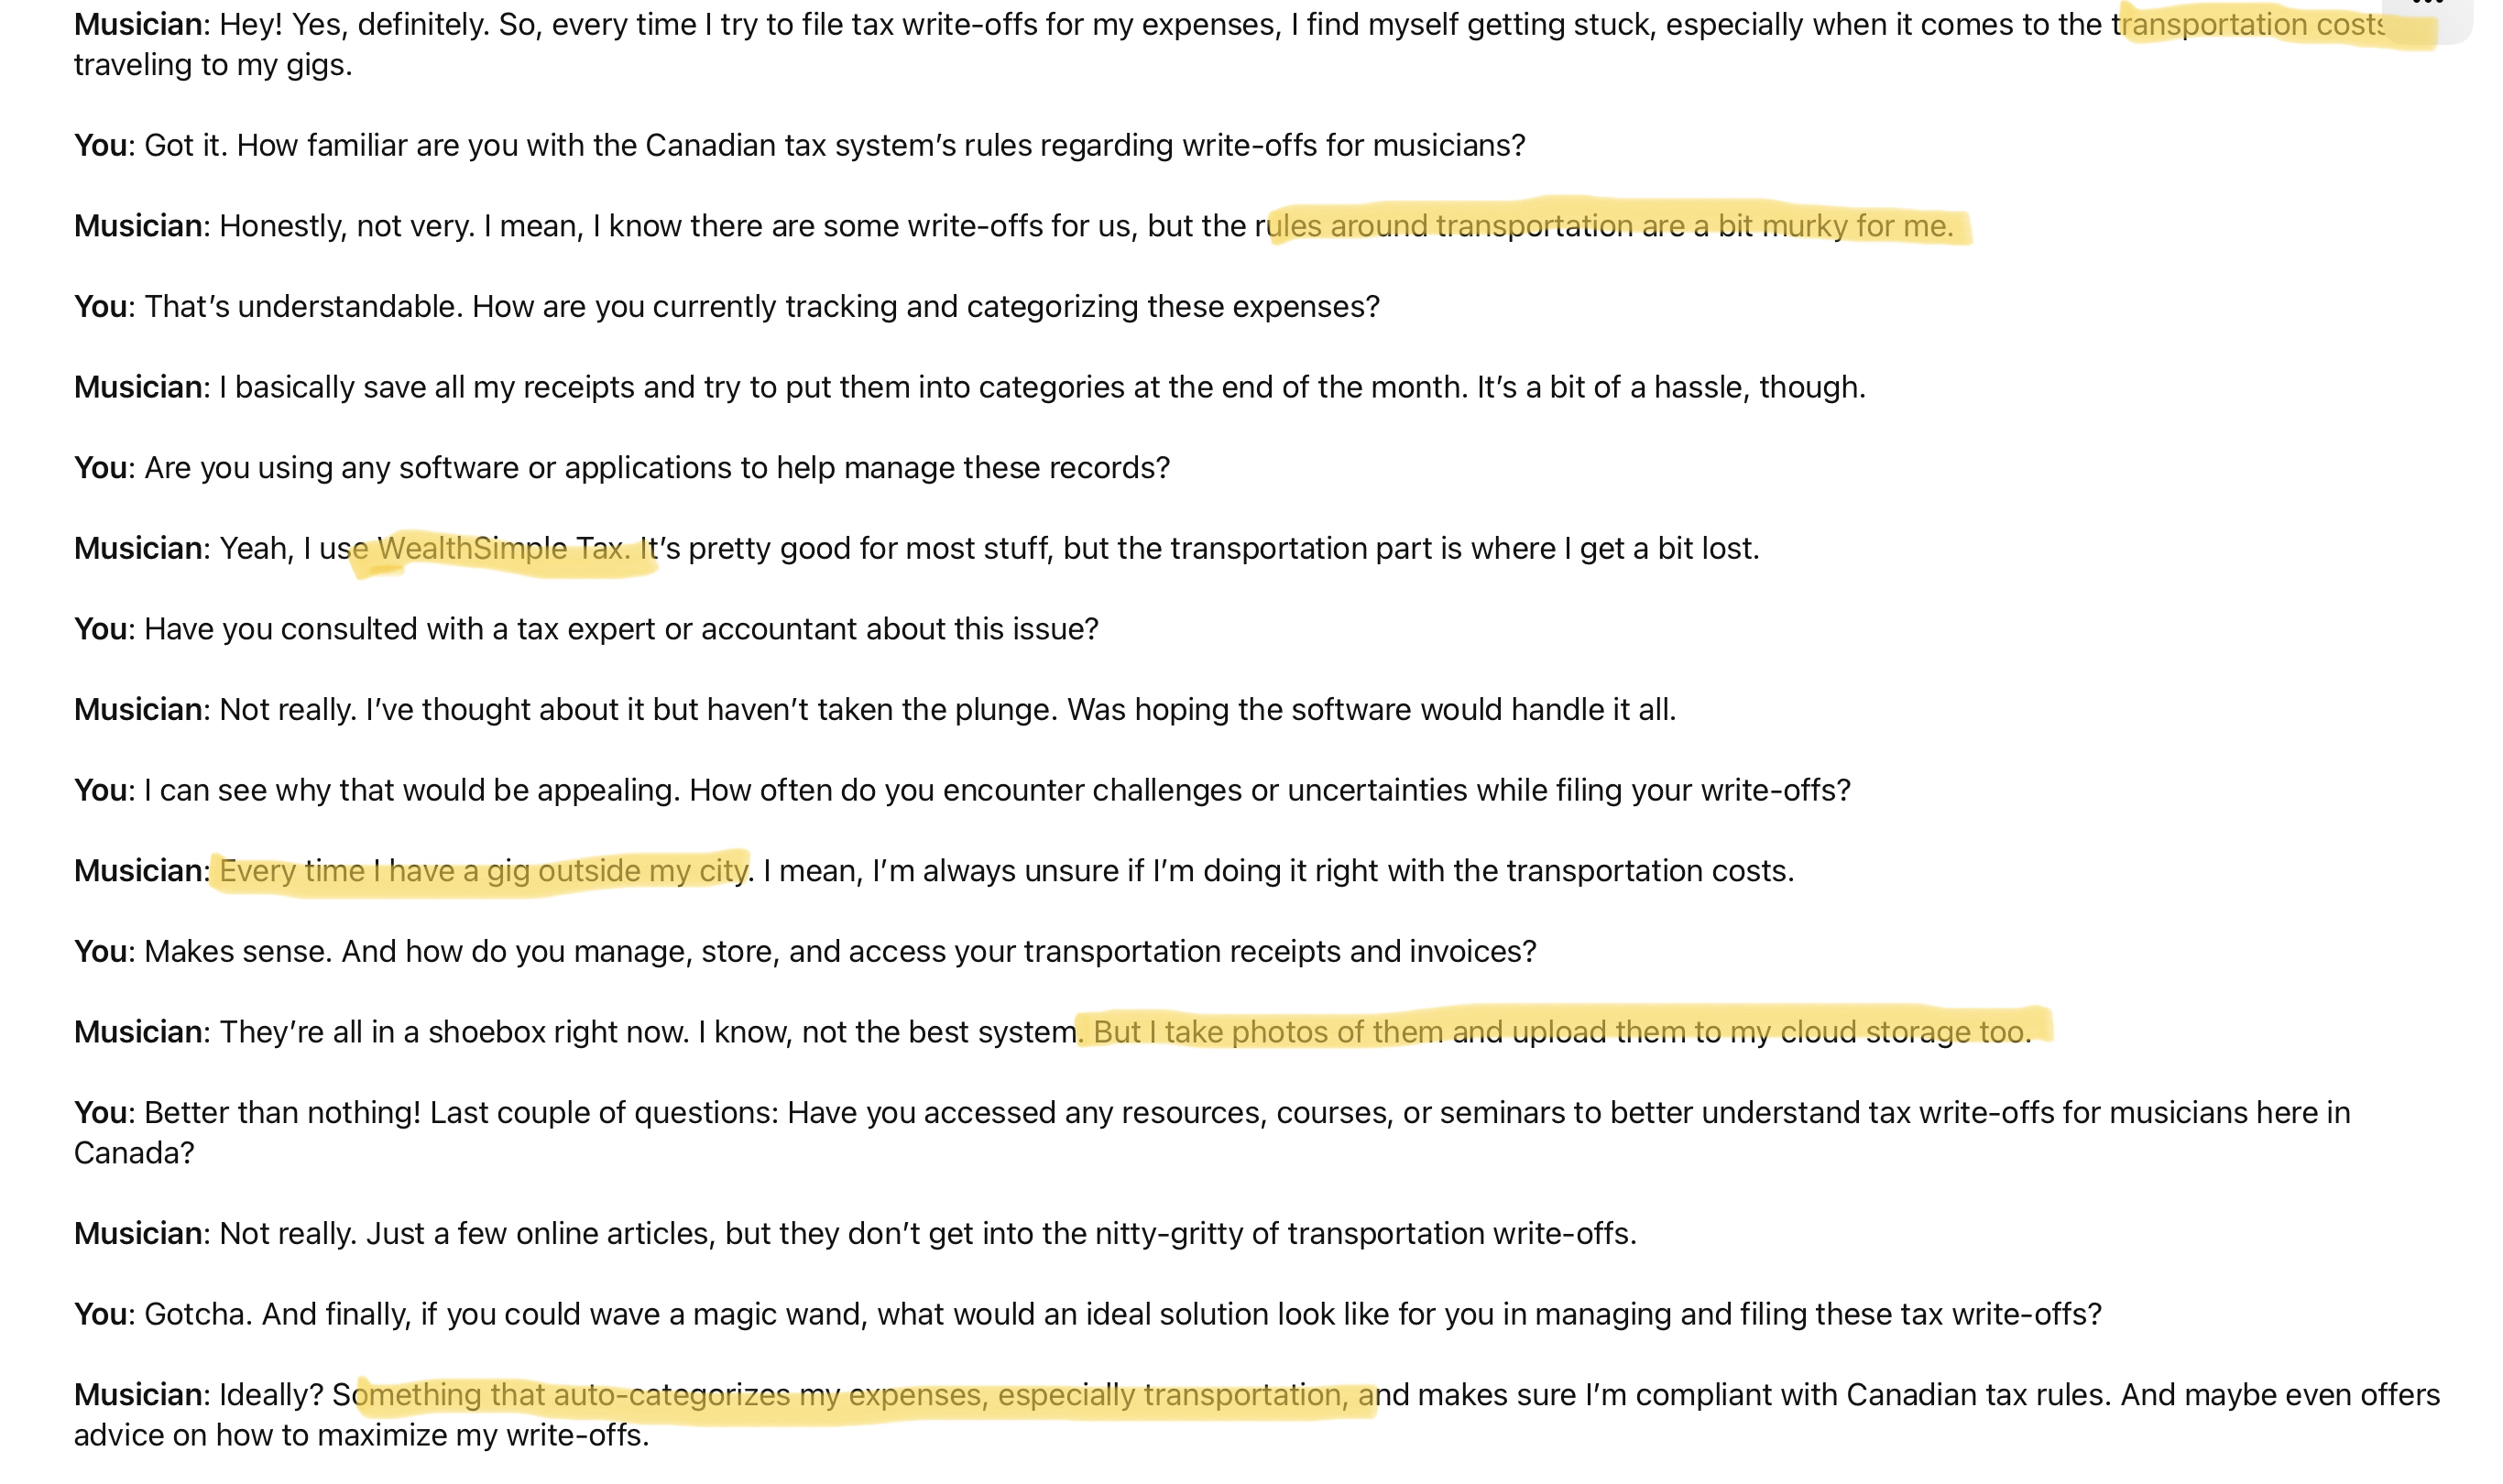 Musician: Hey! Yes, definitely. So, every time I try to file tax write-offs for my expenses, I find myself getting stuck, especially when it comes to the transportation costs
traveling to my gigs.
You: Got it. How familiar are you with the Canadian tax system’s rules regarding write-offs for musicians?
Musician: Honestly, not very. I mean, I know there are some write-offs for us, but the rules around transportation are a bit murky for me.
You: That’s understandable. How are you currently tracking and categorizing these expenses?
Musician: I basically save all my receipts and try to put them into categories at the end of the month. It’s a bit of a hassle, though.
You: Are you using any software or applications to help manage these records?
Musician: Yeah, I use WealthSimple Tax. It’s pretty good for most stuff, but the transportation part is where I get a bit lost.
You: Have you consulted with a tax expert or accountant about this issue?
Musician: Not really. I’ve thought about it but haven’t taken the plunge. Was hoping the software would handle it all.
You: I can see why that would be appealing. How often do you encounter challenges or uncertainties while filing your write-offs?
Musician: Every time I have a gig outside my city. I mean, I’m always unsure if I’m doing it right with the transportation costs.
You: Makes sense. And how do you manage, store, and access your transportation receipts and invoices?
Musician: They’re all in a shoebox right now. I know, not the best system. But I take photos of them and upload them to my cloud storage too.
You: Better than nothing! Last couple of questions: Have you accessed any resources, courses, or seminars to better understand tax write-offs for musicians here in
Canada?
Musician: Not really. Just a few online articles, but they don’t get into the nitty-gritty of transportation write-offs.
You: Gotcha. And finally, if you could wave a magic wand, what would an ideal solution look like for you in managing and filing these tax write-offs?
Musician: Ideally? Something that auto-categorizes my expenses, especially transportation, and makes sure I’m compliant with Canadian tax rules. And maybe even offers
advice on how to maximize my write-offs.